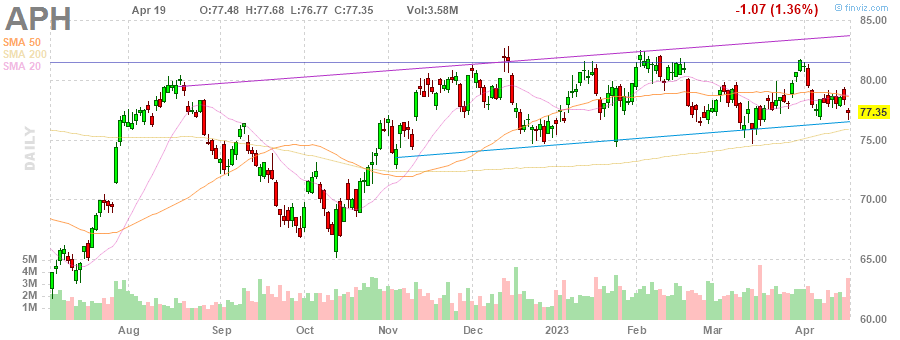 © finviz.com
APH Apr 19 O:77.48 H:77.68 L:76.77 C:77.35 Vol:3.58M -1.07 (1.36%)
SMA 50
SMA 200
SMA 20
DAILY
85.00
80.00
77.35
75.00
70.00
65.00
60.00
5M
4M
3M
2M
1M
Aug Sep Oct Nov Dec 2023 Feb Mar Apr